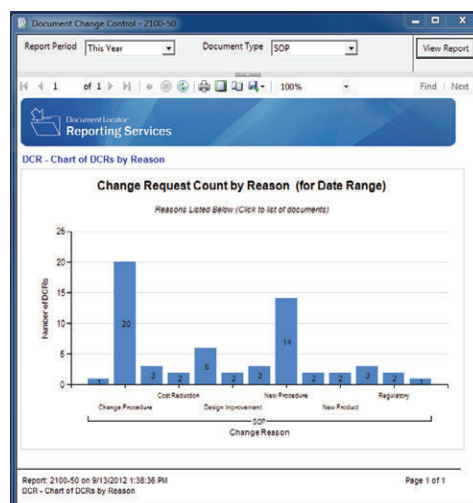 Document Change Control - 2100-50
Report Period This Year Document Type SOP View Report
1 of 1 100% Find | Next
Document Locator
Reporting Services
DCR - Chart of DCRs by Reason
Change Request Count by Reason (for Date Range)
Reasons Listed Below (Click to list of documents)
Number of DCRs
25
20
15
10
5
0
1 20 3 2 6 2 3 14 2 2 3 2 1
Cost Reduction New Procedure Regulatory
Change Procedure Design Improvement New Product
SOP
Change Reason
Report: 2100-50 on 9/13/2012 1:38:36 PM Page 1 of 1
DCR - Chart of DCRs by Reason